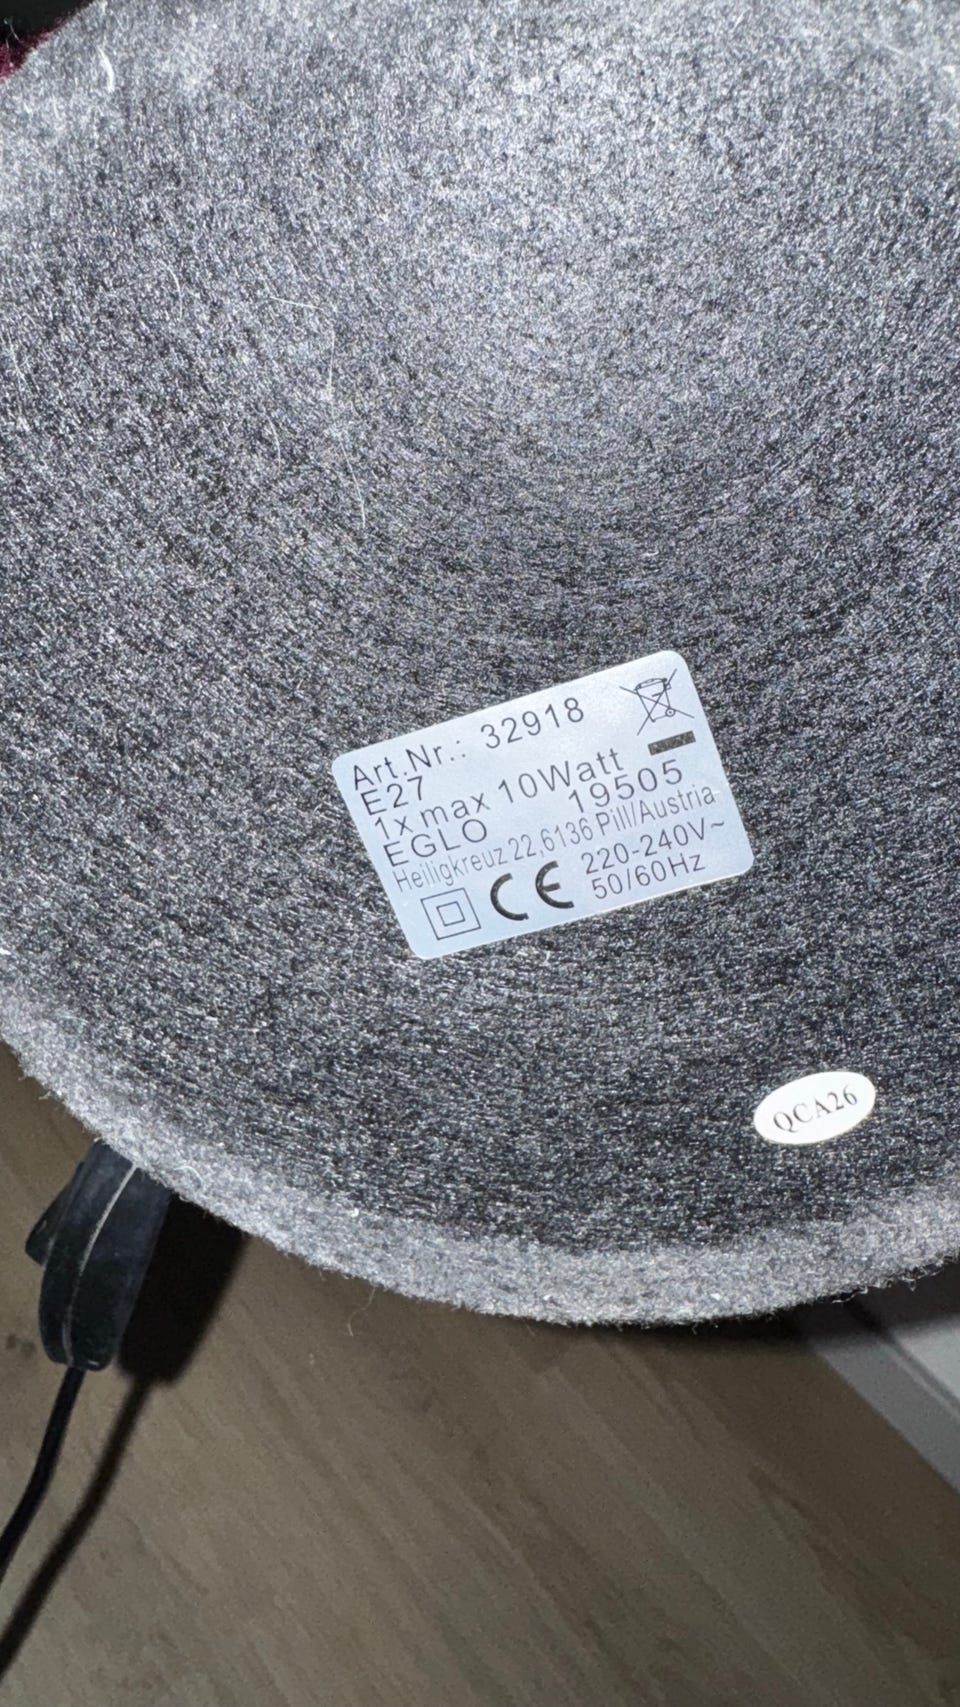 Art.Nr.: 32918
E27
1x max 10Watt
EGLO 19505
Heiligkreuz 22,6136 Pill/Austria
CE 220-240V~
50/60Hz
QCA26